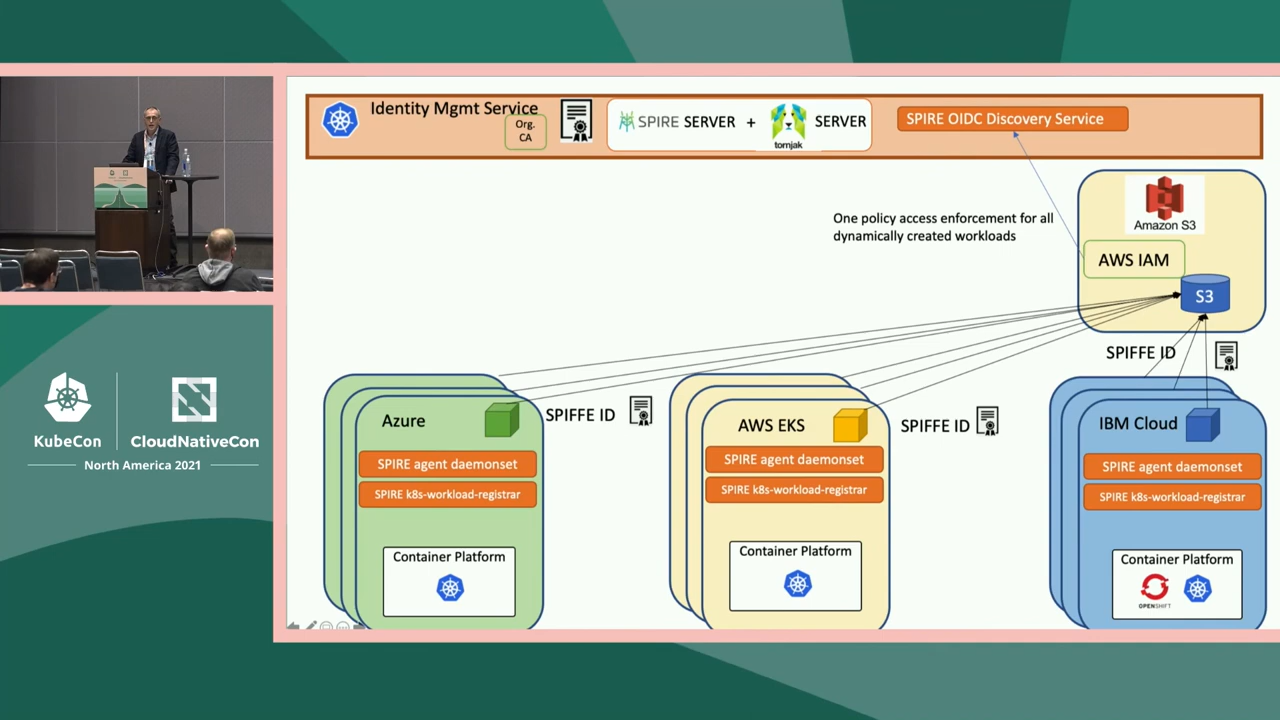 Identity Mgmt Service
Org.
CA
SPIRE SERVER + SERVER
tornjak
SPIRE OIDC Discovery Service
One policy access enforcement for all
dynamically created workloads
Amazon S3
AWS IAM
S3
SPIFFE ID
Azure
SPIFFE ID
SPIRE agent daemonset
SPIRE k8s-workload-registrar
Container Platform
AWS EKS
SPIFFE ID
SPIRE agent daemonset
SPIRE k8s-workload-registrar
Container Platform
IBM Cloud
SPIRE agent daemonset
SPIRE k8s-workload-registrar
Container Platform
OPENSHIFT
KubeCon
CloudNativeCon
North America 2021